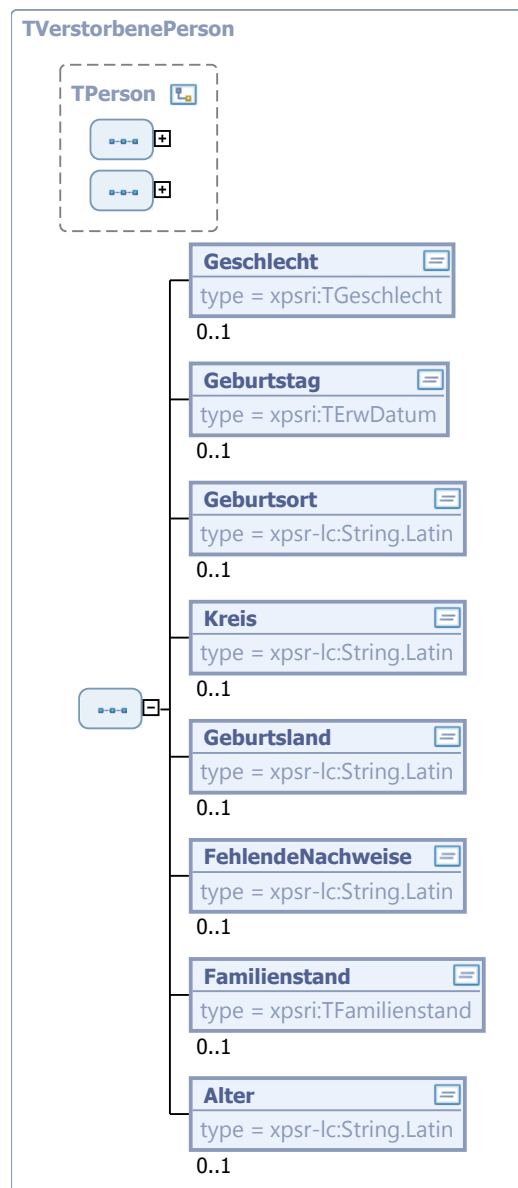 TVerstorbenePerson
TPerson
Geschlecht
type = xpsri:TGeschlecht
0..1
Geburtstag
type = xpsri:TErwDatum
0..1
Geburtsort
type = xpsr-lc:String.Latin
0..1
Kreis
type = xpsr-lc:String.Latin
0..1
Geburtsland
type = xpsr-lc:String.Latin
0..1
FehlendeNachweise
type = xpsr-lc:String.Latin
0..1
Familienstand
type = xpsri:TFamilienstand
0..1
Alter
type = xpsr-lc:String.Latin
0..1